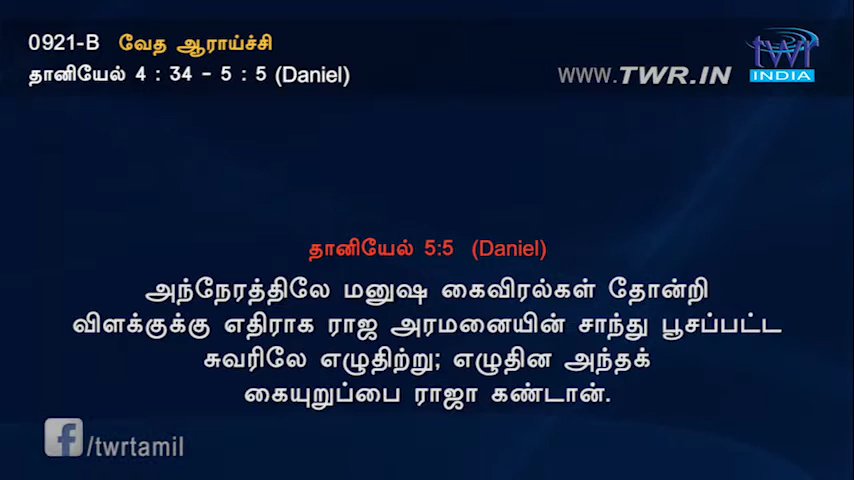 0921-B வேத ஆராய்ச்சி
தானியேல் 4 : 34 - 5 : 5 (Daniel)
WWW.TWR.IN
twr
INDIA
தானியேல் 5:5 (Daniel)
அந்நேரத்திலே மனுஷ கைவிரல்கள் தோன்றி
விளக்குக்கு எதிராக ராஜ அரமனையின் சாந்து பூசப்பட்ட
சுவரிலே எழுதிற்று; எழுதின அந்தக்
கையுறுப்பை ராஜா கண்டான்.
f/twrtamil